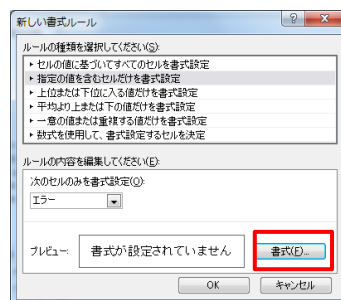 新しい書式ルール
ルールの種類を選択してください(S):
► セルの値に基づいてすべてのセルを書式設定
► 指定の値を含むセルだけを書式設定
► 上位または下位に入る値だけを書式設定
► 平均より上または下の値だけを書式設定
► 一意の値または重複する値だけを書式設定
► 数式を使用して、書式設定するセルを決定
ルールの内容を編集してください(E):
次のセルのみを書式設定(O):
エラー
プレビュー: 書式が設定されていません 書式(F)...
OK キャンセル